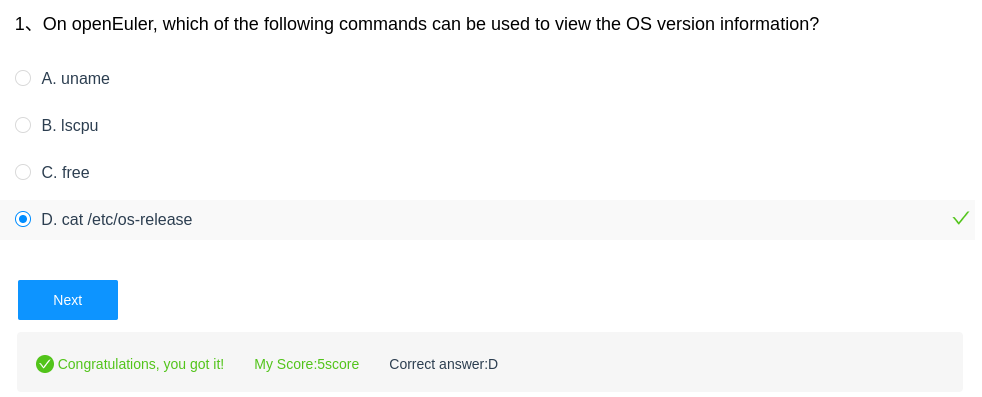 1、On openEuler, which of the following commands can be used to view the OS version information?
A. uname
B. lscpu
C. free
D. cat /etc/os-release
Next
Congratulations, you got it! My Score:5score Correct answer:D